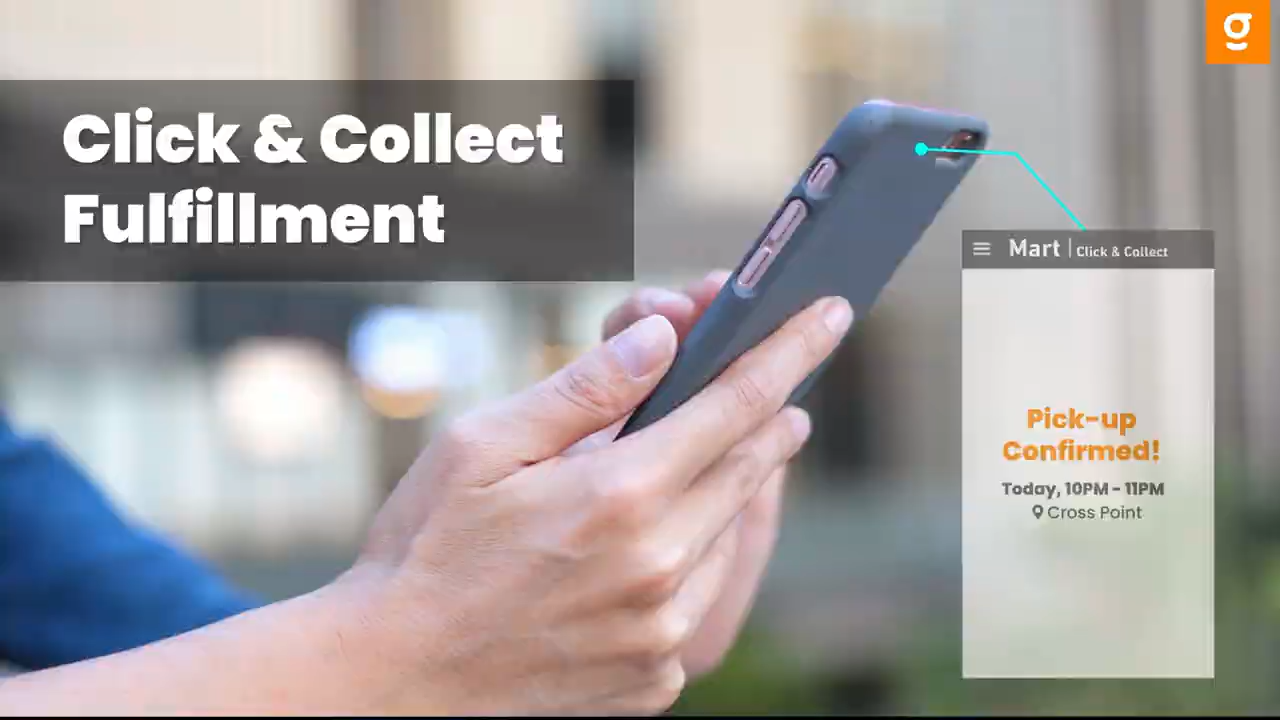 g
Click & Collect
Fulfillment
Mart | Click & Collect
Pick-up
Confirmed!
Today, 10PM - 11PM
Cross Point